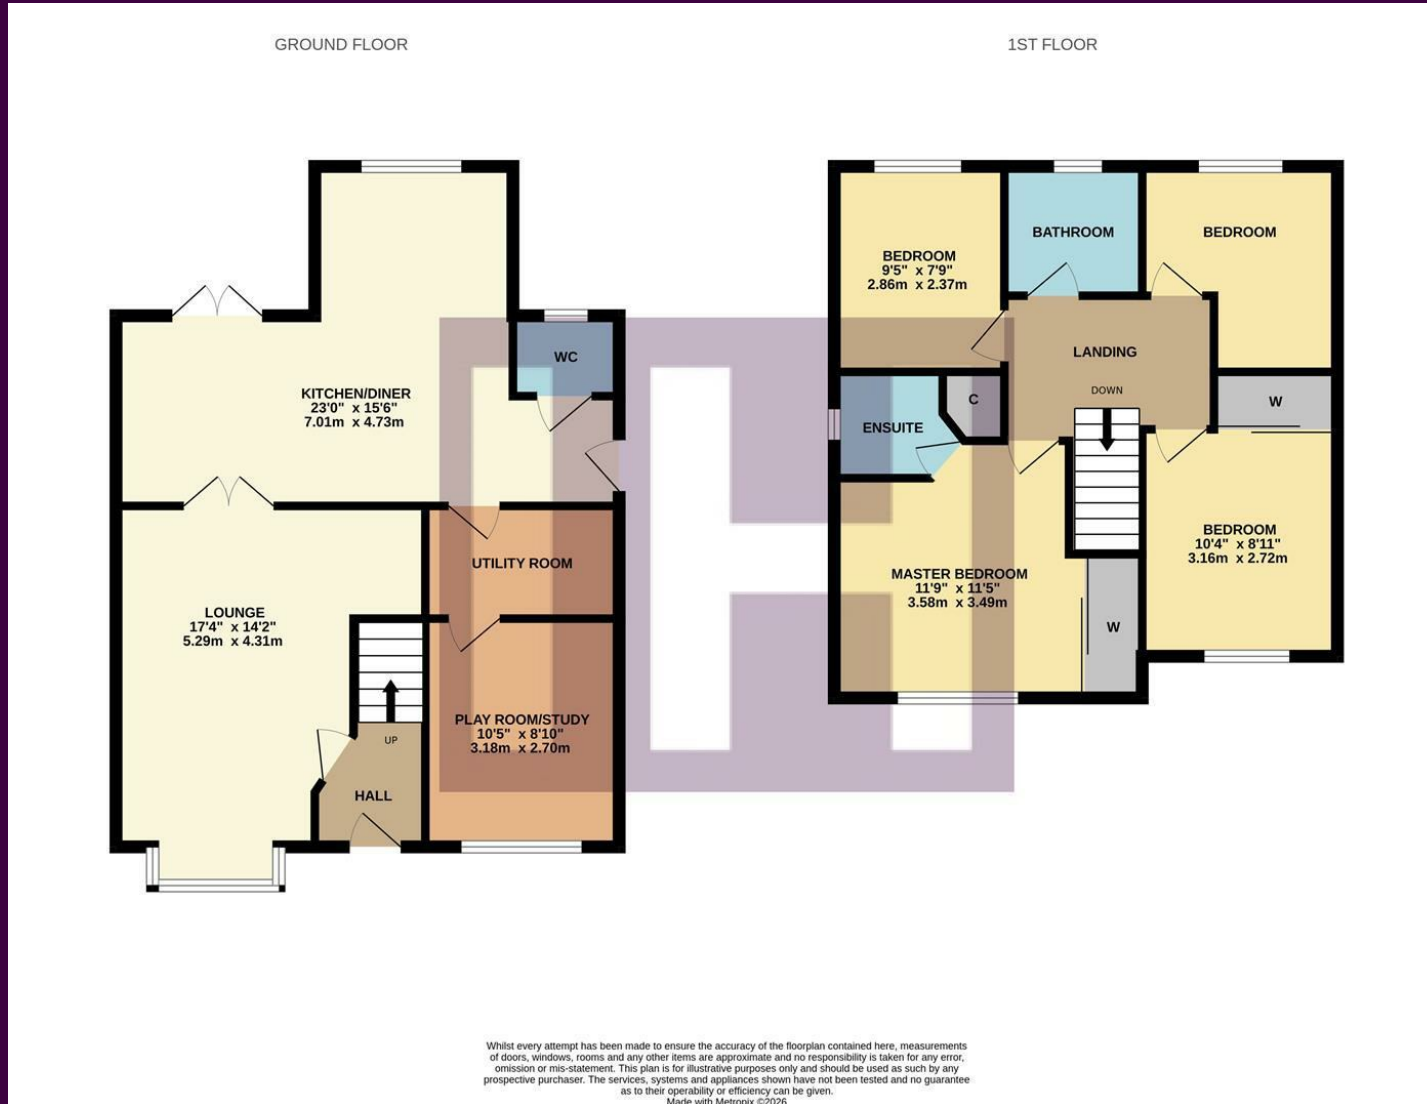 GROUND FLOOR
1ST FLOOR
KITCHEN/DINER
23'0" x 15'6"
7.01m x 4.73m
WC
UTILITY ROOM
LOUNGE
17'4" x 14'2"
5.29m x 4.31m
PLAY ROOM/STUDY
10'5" x 8'10"
3.18m x 2.70m
UP
HALL
BEDROOM
9'5" x 7'9"
2.86m x 2.37m
BATHROOM
BEDROOM
LANDING
DOWN
C
W
ENSUITE
BEDROOM
10'4" x 8'11"
3.16m x 2.72m
MASTER BEDROOM
11'9" x 11'5"
3.58m x 3.49m
W
Whilst every attempt has been made to ensure the accuracy of the floorplan contained here, measurements
of doors, windows, rooms and any other items are approximate and no responsibility is taken for any error,
omission or mis-statement. This plan is for illustrative purposes only and should be used as such by any
prospective purchaser. The services, systems and appliances shown have not been tested and no guarantee
as to their operability or efficiency can be given.
Made with Metropix ©2026